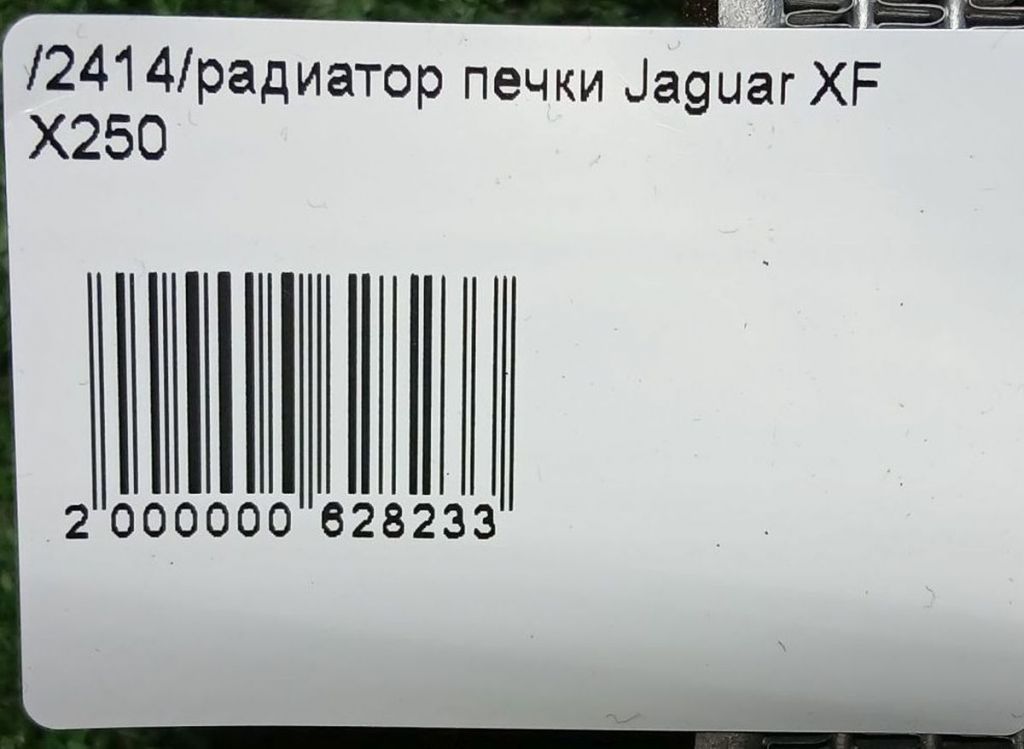 /2414/радиатор печки Jaguar XF
X250
2 000000 628233